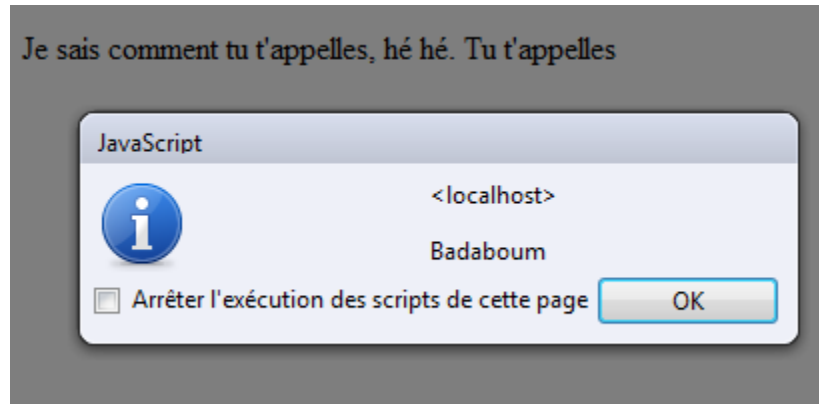 Je sais comment tu t'appelles, hé hé. Tu t'appelles
JavaScript
<localhost>
Badaboum
Arrêter l'exécution des scripts de cette page
OK